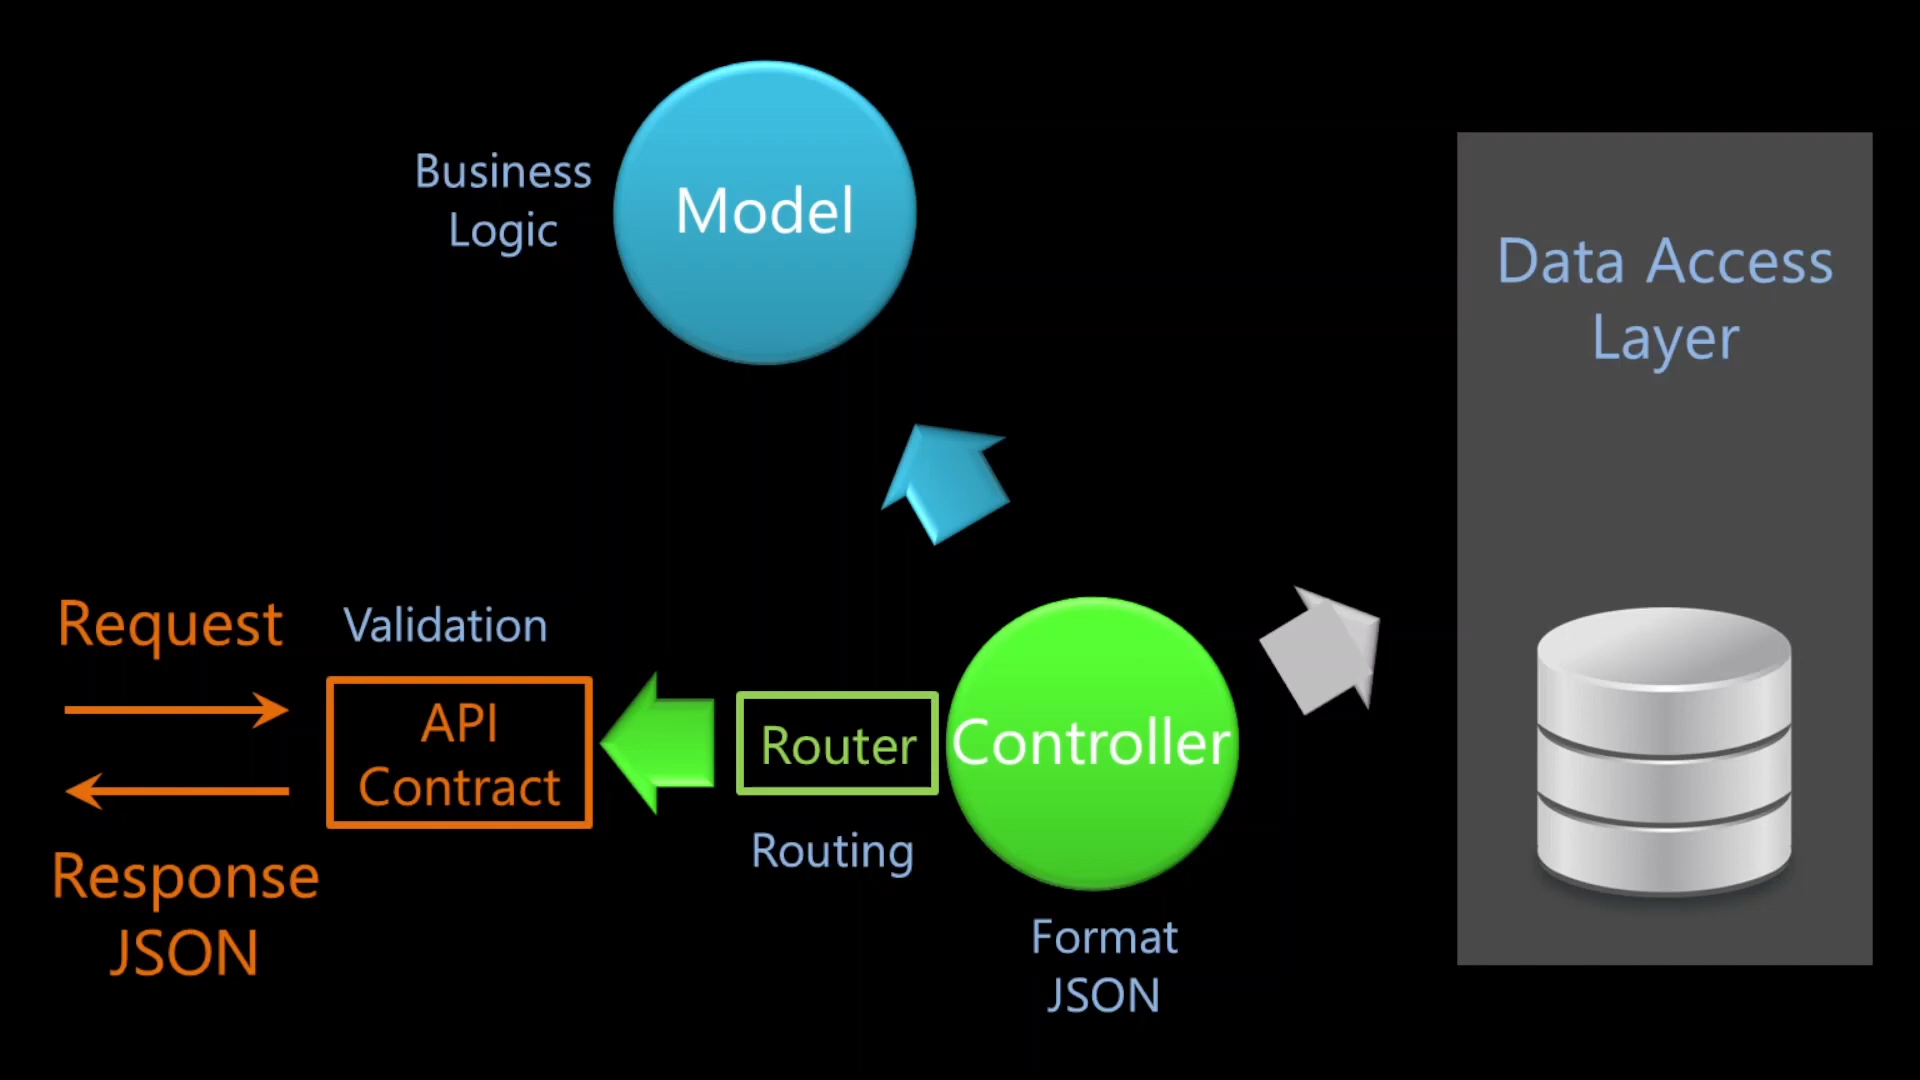 Business
Logic
Model
Data Access
Layer
Request
Validation
API
Contract
Router
Controller
Routing
Response
JSON
Format
JSON